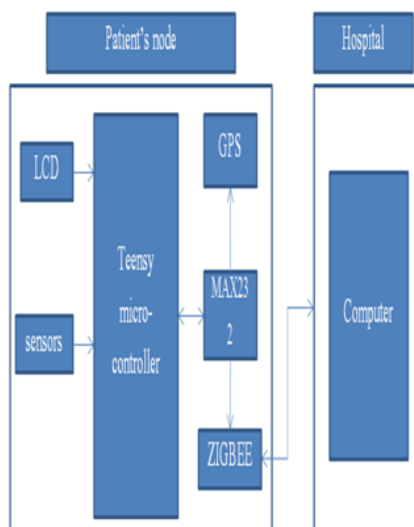 Patient's node
Hospital
LCD
GPS
Teensy
micro-
controller
MAX23
2
sensors
Computer
ZIGBEE